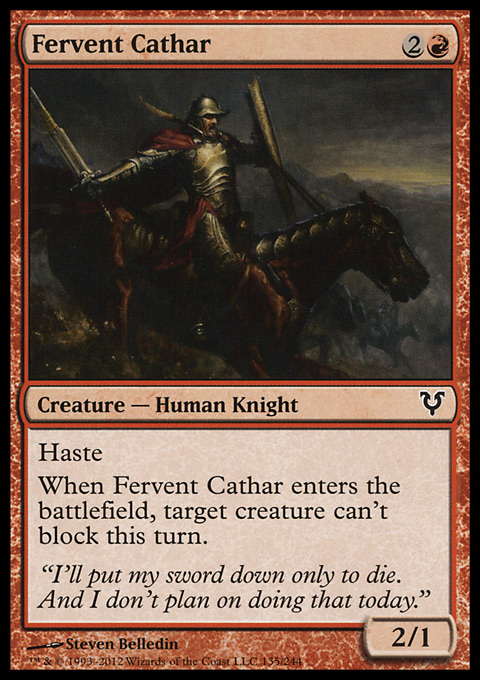 Fervent Cathar 2
Creature — Human Knight
Haste
When Fervent Cathar enters the
battlefield, target creature can't
block this turn.
“I'll put my sword down only to die.
And I don't plan on doing that today.”
Steven Belledin
™ & © 1993–2012 Wizards of the Coast LLC 135/244
2/1